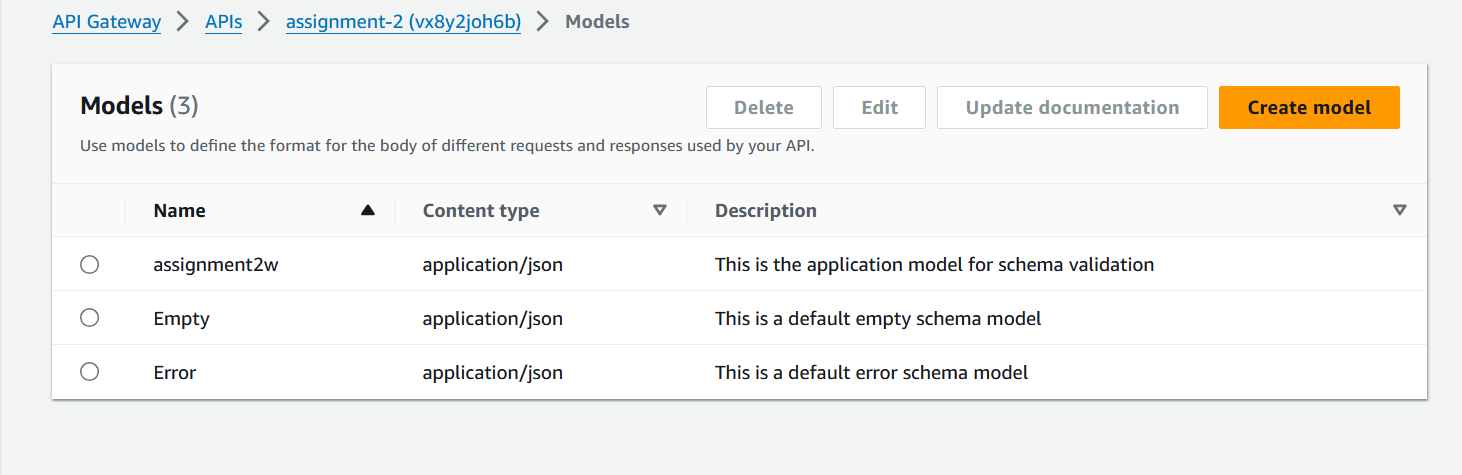 API Gateway > APIs > assignment-2 (vx8y2joh6b) > Models
Models (3) Delete Edit Update documentation Create model
Use models to define the format for the body of different requests and responses used by your API.
Name Content type Description
assignment2w application/json This is the application model for schema validation
Empty application/json This is a default empty schema model
Error application/json This is a default error schema model